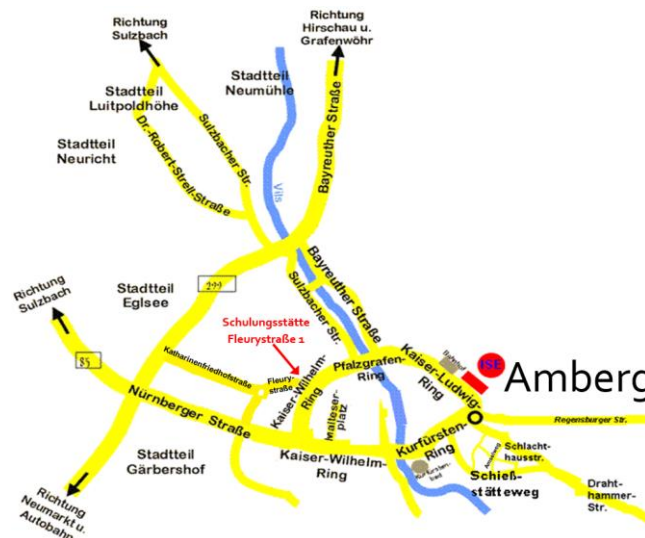 Richtung
Sulzbach
Richtung
Hirschau u.
Grafenwöhr
Stadtteil
Luitpoldhöhe
Stadtteil
Neumühle
Stadtteil
Neuricht
Dr.-Robert-Strell-Straße
Sulzbacher Str.
Vils
Bayreuther Straße
Richtung
Sulzbach
Stadtteil
Eglsee
299
Sulzbacher Str.
Bayreuther Straße
85
Schulungsstätte
Fleurystraße 1
Katharinenfriedhofstraße
Fleury-
straße
Kaiser-Wilhelm-
Ring
Pfalzgrafen-
Ring
Kaiser-Ludwig-
Ring
Bahnhof
ISE
Amberg
Nürnberger Straße
Malteser-
platz
Kurfürsten-
Ring
Regensburger Str.
Stadtteil
Gärbershof
Kaiser-Wilhelm-
Ring
Kurfürsten-
bad
Schlacht-
hausstr.
Schieß-
stätteweg
Draht-
hammer-
Str.
Richtung
Neumarkt u.
Autobahn